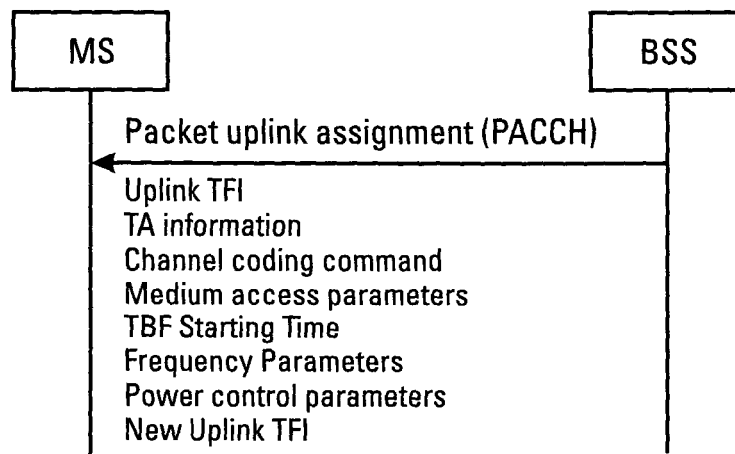 MS
BSS
Packet uplink assignment (PACCH)
Uplink TFI
TA information
Channel coding command
Medium access parameters
TBF Starting Time
Frequency Parameters
Power control parameters
New Uplink TFI